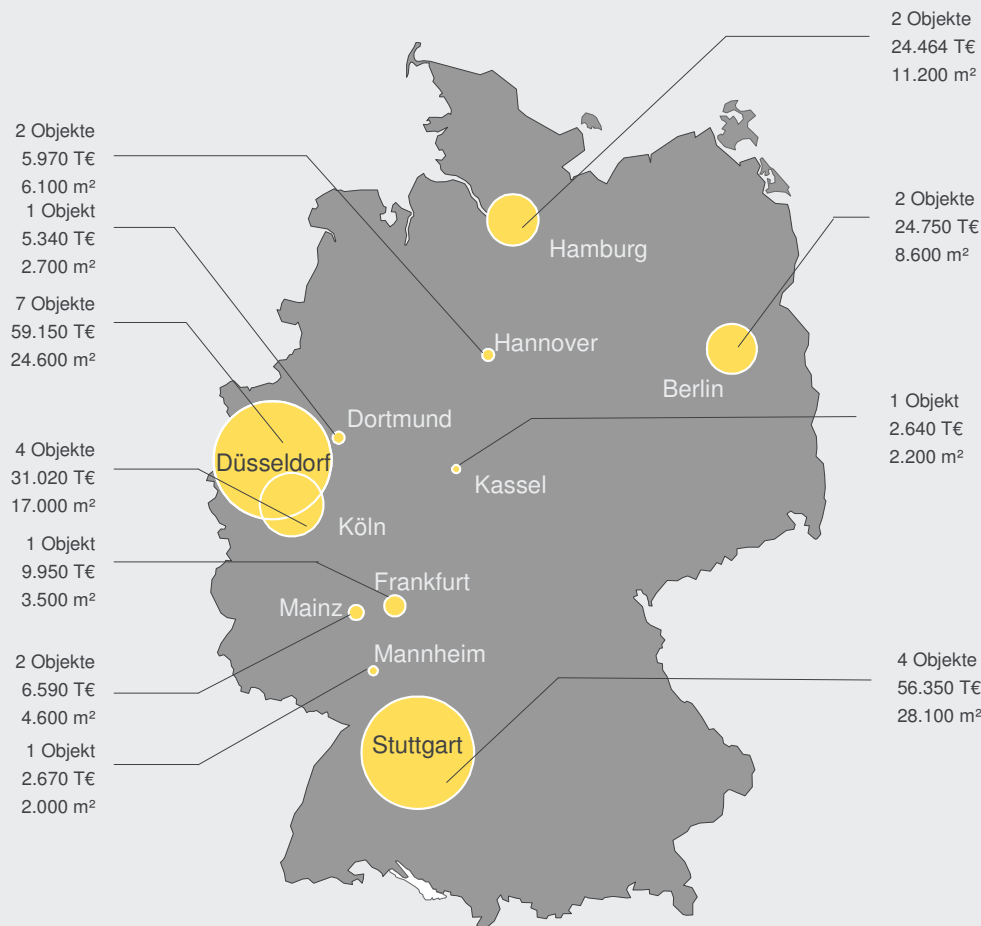 2 Objekte
24.464 T€
11.200 m²
2 Objekte
5.970 T€
6.100 m²
1 Objekt
5.340 T€
2.700 m²
7 Objekte
59.150 T€
24.600 m²
4 Objekte
31.020 T€
17.000 m²
1 Objekt
9.950 T€
3.500 m²
2 Objekte
6.590 T€
4.600 m²
1 Objekt
2.670 T€
2.000 m²
Hamburg
Hannover
Berlin
Dortmund
Düsseldorf
Kassel
Köln
Frankfurt
Mainz
Mannheim
Stuttgart
2 Objekte
24.750 T€
8.600 m²
1 Objekt
2.640 T€
2.200 m²
4 Objekte
56.350 T€
28.100 m²